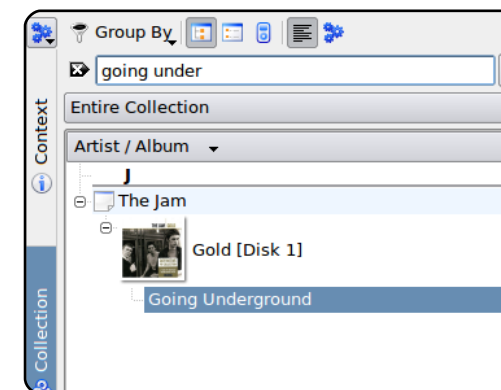 Group By
going under
Entire Collection
Artist / Album
J
The Jam
Gold [Disk 1]
Going Underground
Context
Collection